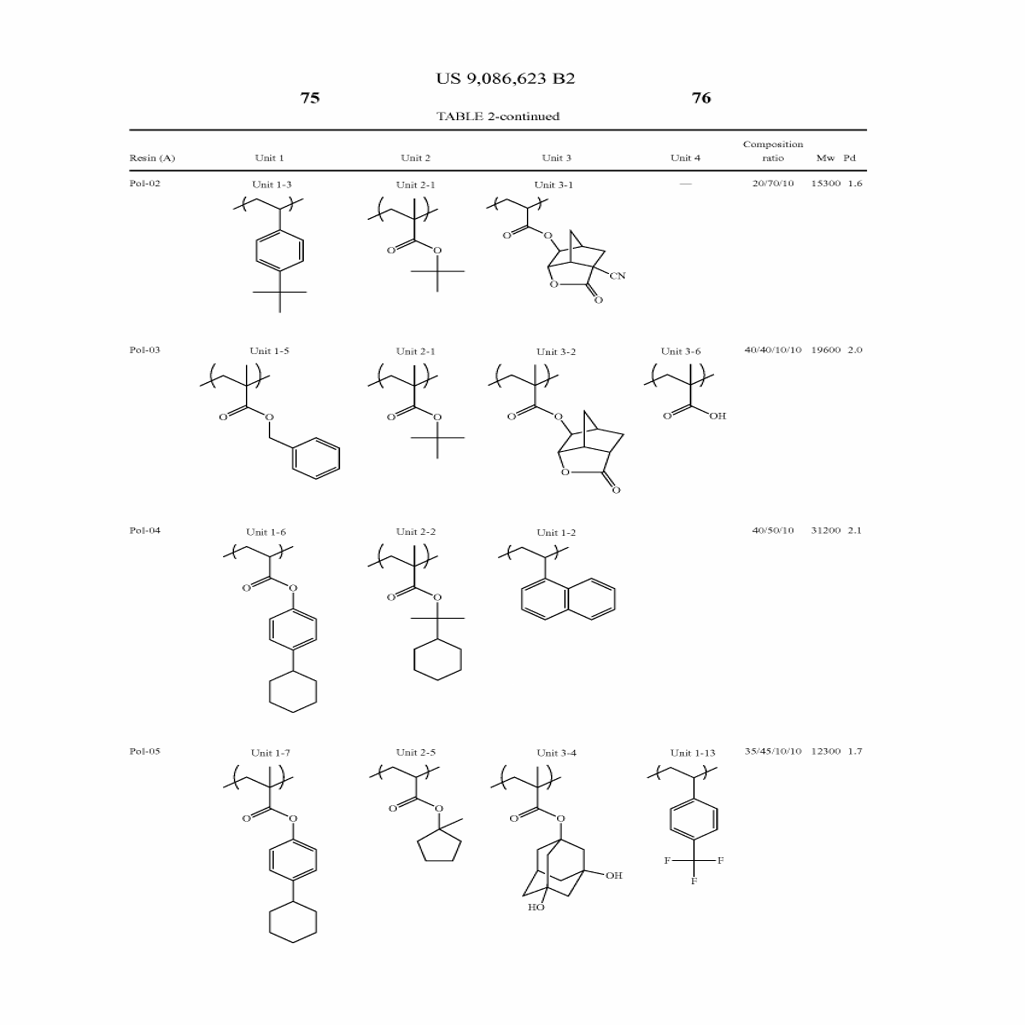 US 9,086,623 B2
75 76
TABLE 2-continued
Composition
Resin (A) Unit 1 Unit 2 Unit 3 Unit 4 ratio Mw Pd
Pol-02 Unit 1-3 Unit 2-1 Unit 3-1 — 20/70/10 15300 1.6
O O O O
CN
O O
Pol-03 Unit 1-5 Unit 2-1 Unit 3-2 Unit 3-6 40/40/10/10 19600 2.0
O O O O O O O OH
O O
Pol-04 Unit 1-6 Unit 2-2 Unit 1-2 40/50/10 31200 2.1
O O O O
Pol-05 Unit 1-7 Unit 2-5 Unit 3-4 Unit 1-13 35/45/10/10 12300 1.7
O O O O O O
F F
OH
F
HO